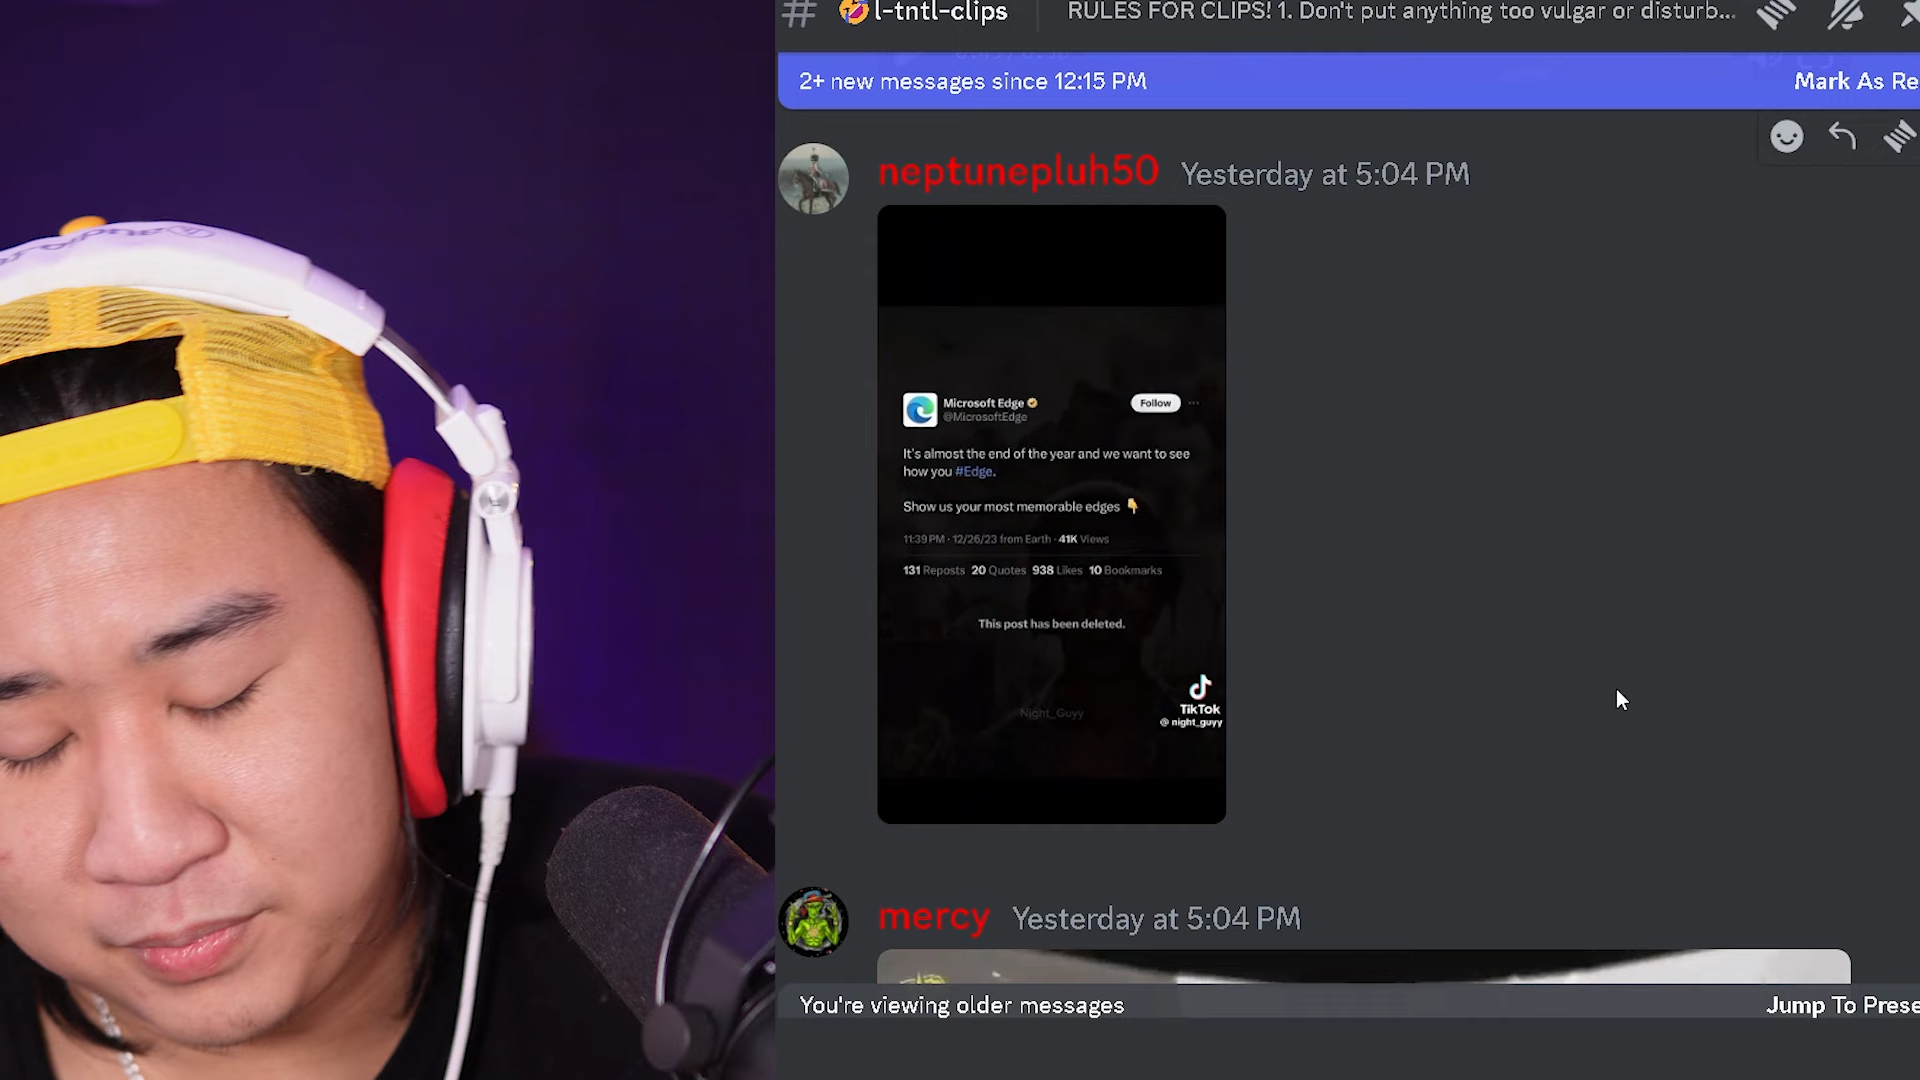 l-tntl-clips
RULES FOR CLIPS! 1. Don't put anything too vulgar or disturb...
2+ new messages since 12:15 PM
Mark As Re
neptunepluh50 Yesterday at 5:04 PM
Microsoft Edge
@MicrosoftEdge
Follow
It's almost the end of the year and we want to see
how you #Edge.
Show us your most memorable edges
11:39 PM · 12/26/23 from Earth · 41K Views
131 Reposts 20 Quotes 938 Likes 10 Bookmarks
This post has been deleted.
Night_Guyy
TikTok
@night_guyy
mercy Yesterday at 5:04 PM
You're viewing older messages
Jump To Prese